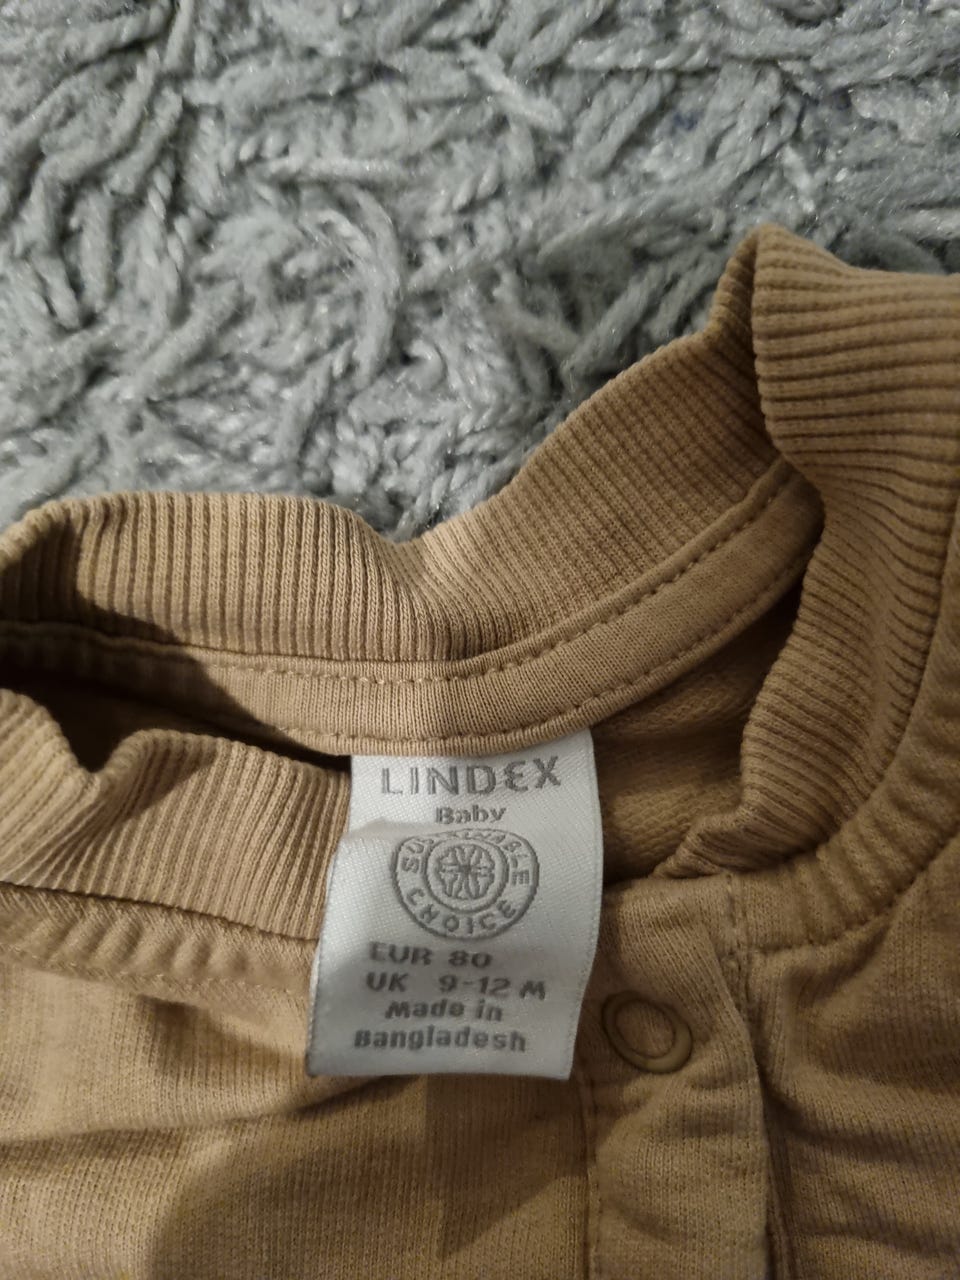 LINDEX
Baby
SUSTAINABLE
CHOICE
EUR 80
UK 9-12 M
Made in
Bangladesh